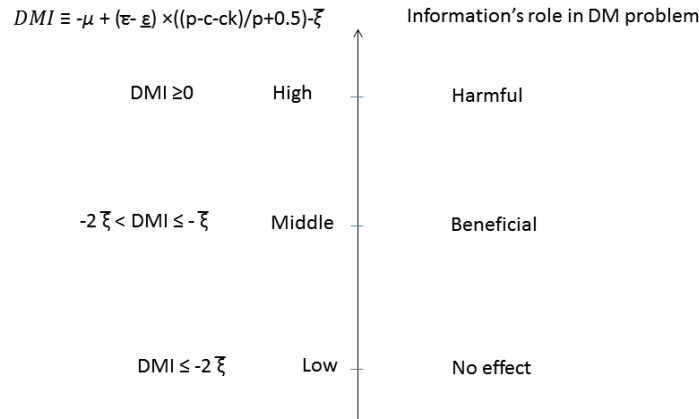 DMI ≡ -μ + (ε̅- ε̲) ×((p-c-ck)/p+0.5)-ξ̅
Information’s role in DM problem
DMI ≥0 High Harmful
-2 ξ̅ < DMI ≤ - ξ̅ Middle Beneficial
DMI ≤ -2 ξ̅ Low No effect